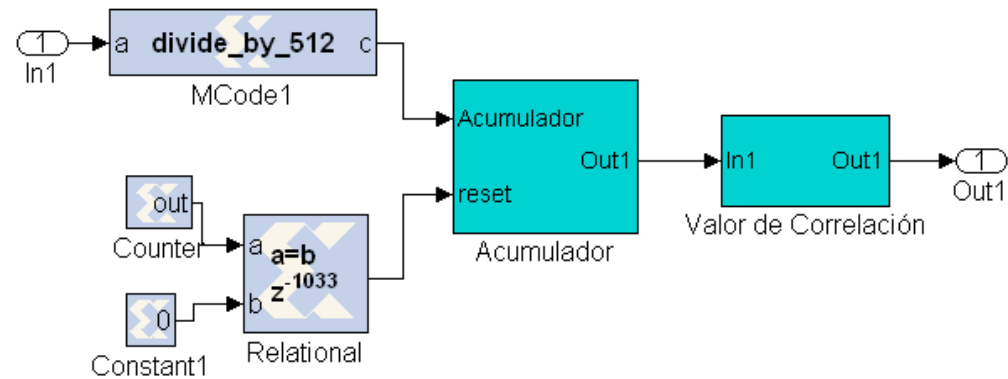 1
In1
a divide_by_512 c
MCode1
Acumulador
reset
Out1
Acumulador
In1 Out1
Valor de Correlación
1
Out1
out
Counter
0
Constant1
a
b
a=b
z-1033
Relational